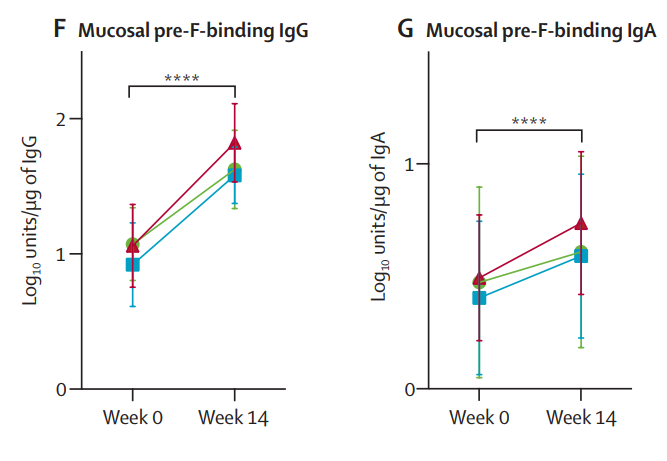 F Mucosal pre-F-binding IgG
****
2
1
0
Log₁₀ units/µg of IgG
Week 0 Week 14
G Mucosal pre-F-binding IgA
****
1
0
Log₁₀ units/µg of IgA
Week 0 Week 14